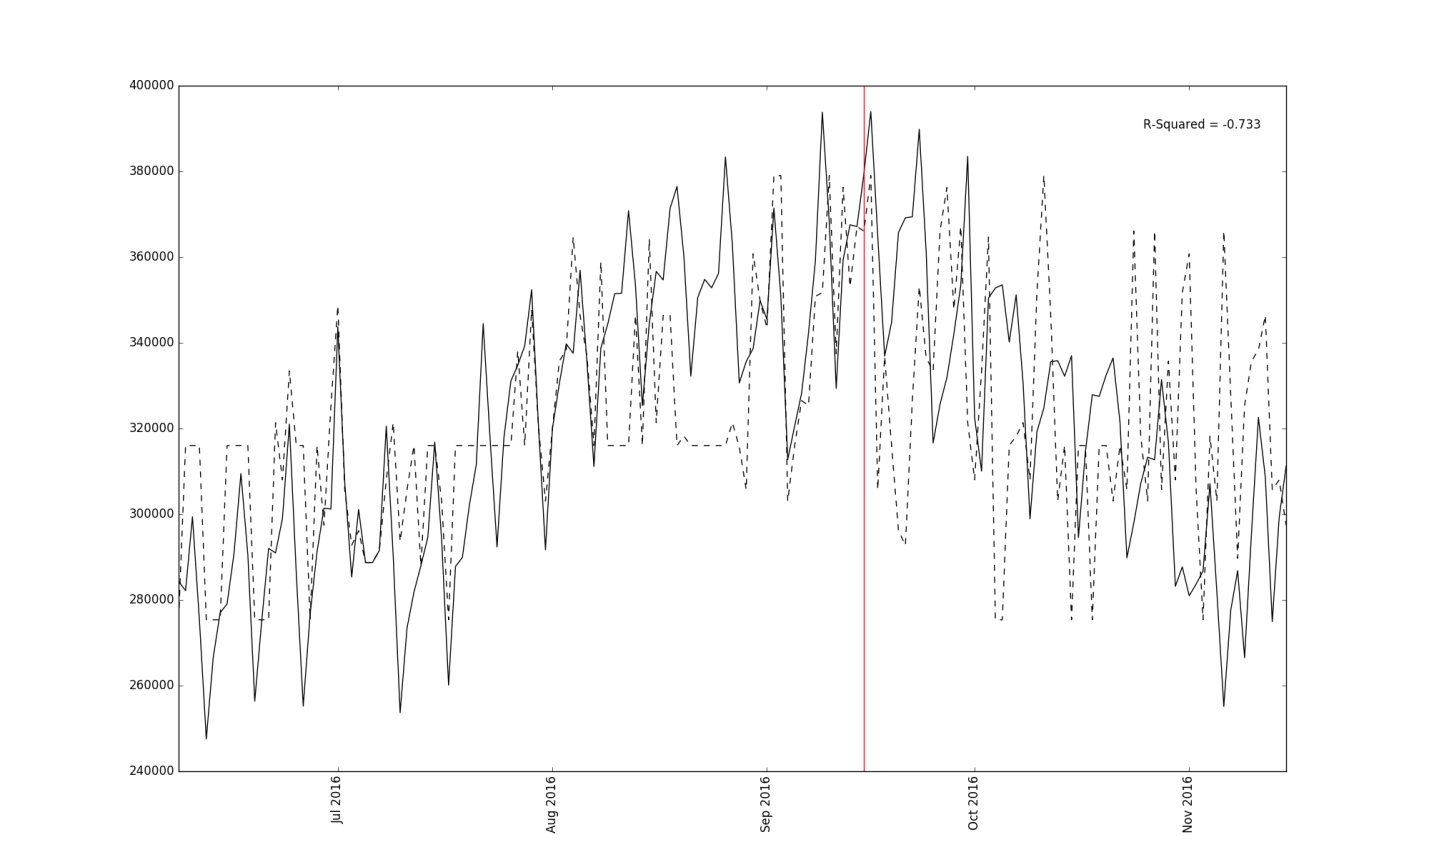 400000
R-Squared = -0.733
380000
360000
340000
320000
300000
280000
260000
240000
Jul 2016
Aug 2016
Sep 2016
Oct 2016
Nov 2016